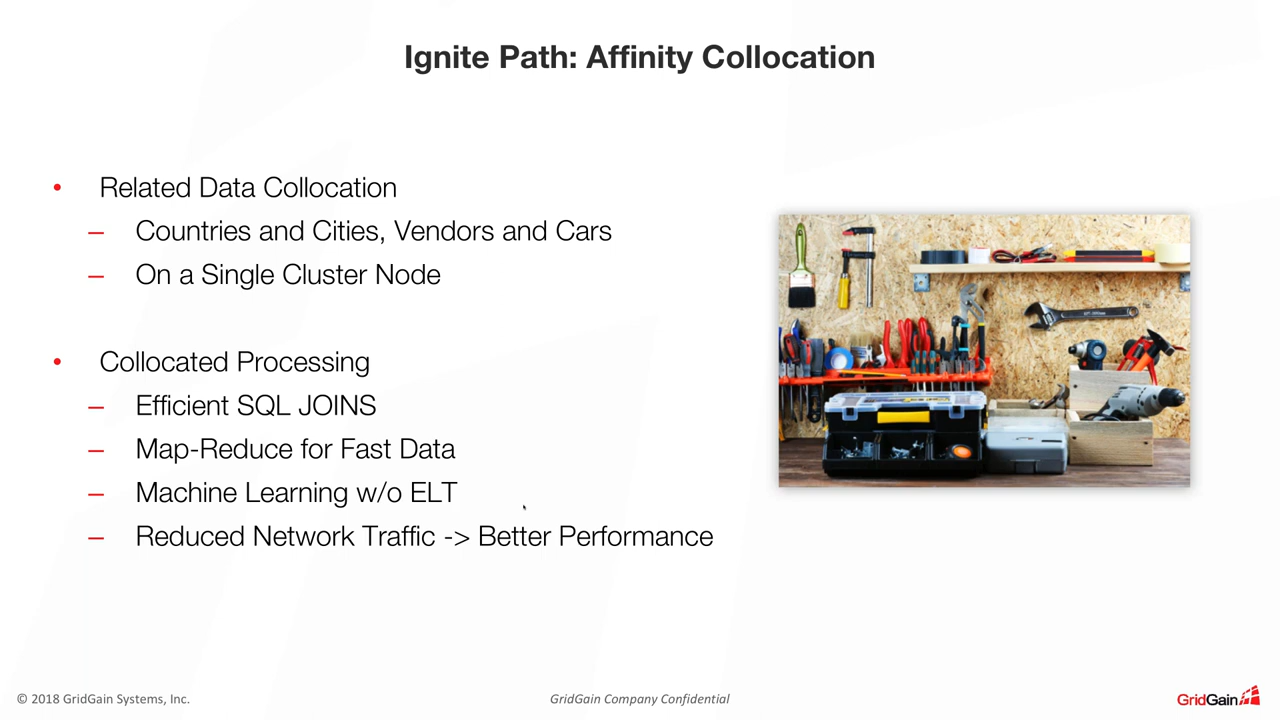 Ignite Path: Affinity Collocation
• Related Data Collocation
– Countries and Cities, Vendors and Cars
– On a Single Cluster Node
• Collocated Processing
– Efficient SQL JOINS
– Map-Reduce for Fast Data
– Machine Learning w/o ELT
– Reduced Network Traffic -> Better Performance
© 2018 GridGain Systems, Inc.
GridGain Company Confidential
GridGain